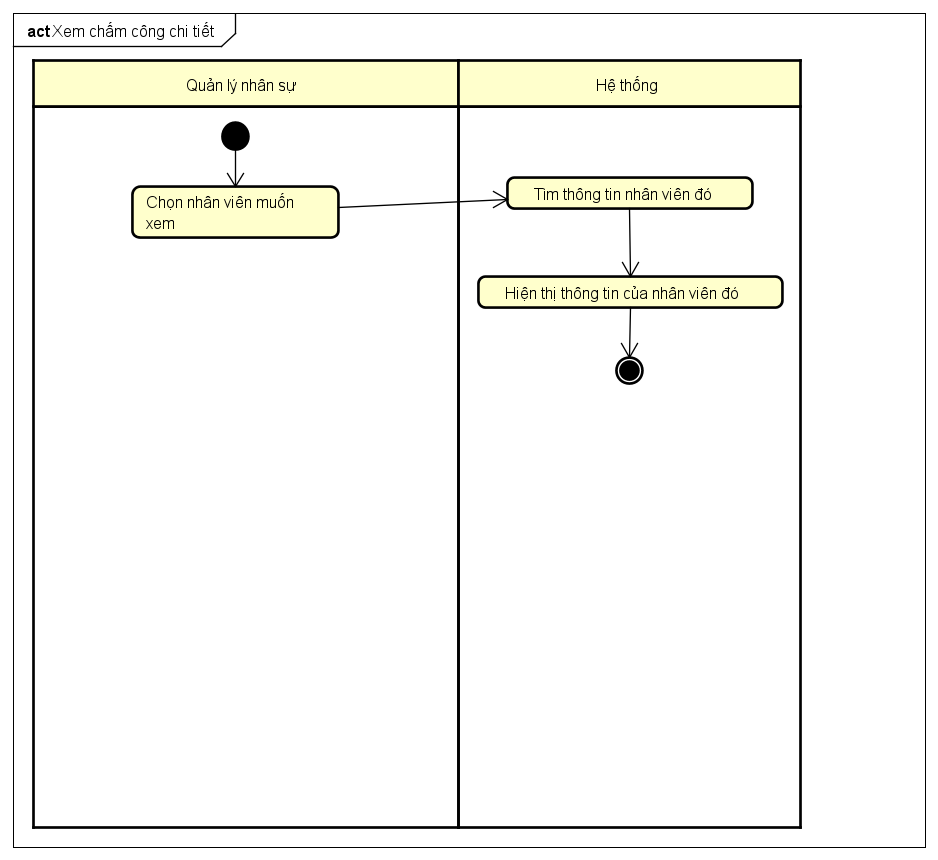 act Xem chấm công chi tiết
Quản lý nhân sự
Hệ thống
Chọn nhân viên muốn
xem
Tìm thông tin nhân viên đó
Hiện thị thông tin của nhân viên đó